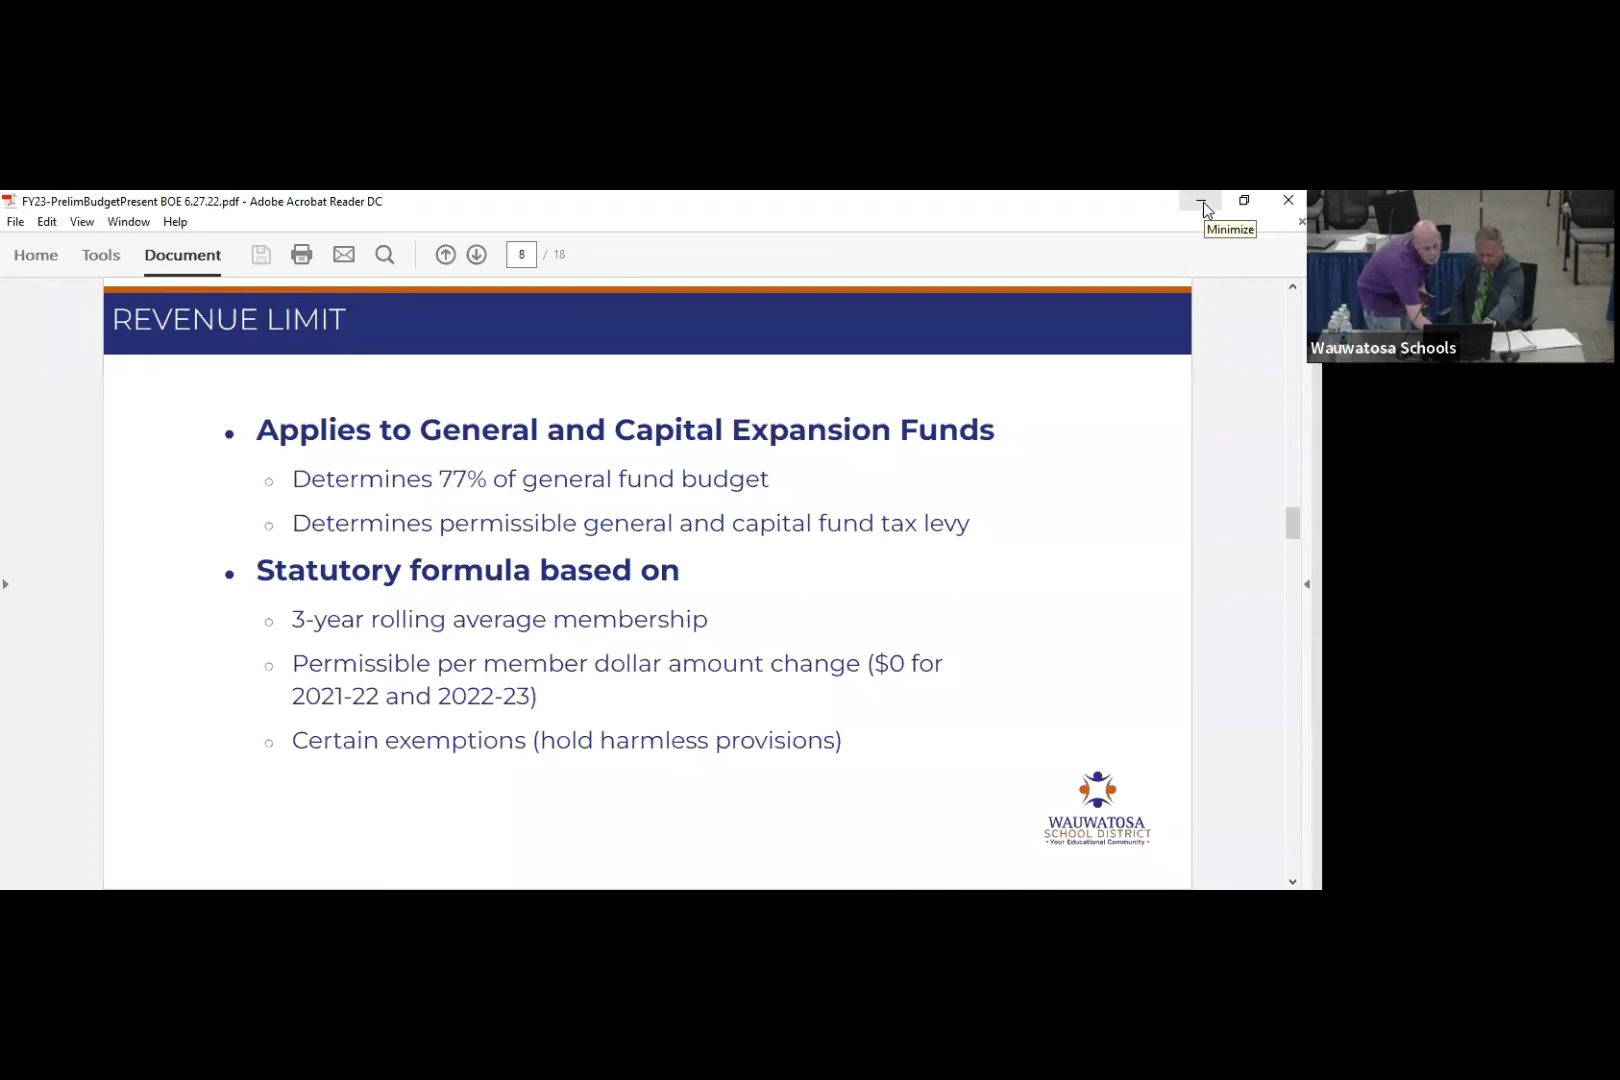 FY23-PrelimBudgetPresent BOE 6.27.22.pdf - Adobe Acrobat Reader DC
File Edit View Window Help
Minimize
Home Tools Document 8 / 18
REVENUE LIMIT
Wauwatosa Schools
• Applies to General and Capital Expansion Funds
○ Determines 77% of general fund budget
○ Determines permissible general and capital fund tax levy
• Statutory formula based on
○ 3-year rolling average membership
○ Permissible per member dollar amount change ($0 for
2021-22 and 2022-23)
○ Certain exemptions (hold harmless provisions)
WAUWATOSA
SCHOOL DISTRICT
• Your Educational Community •